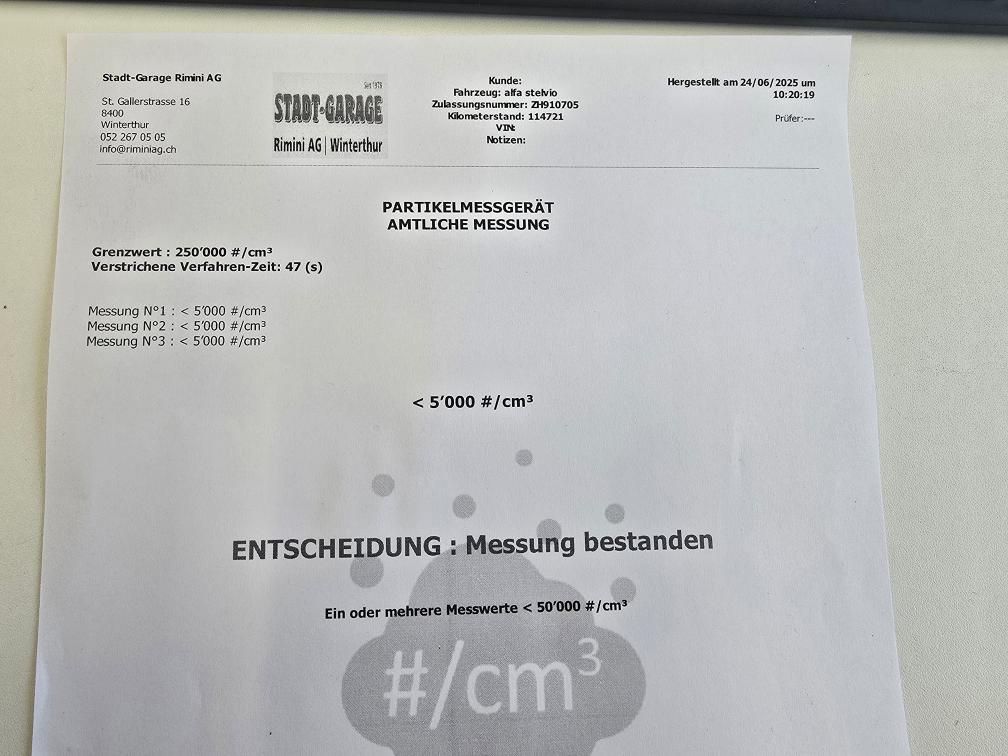 Stadt-Garage Rimini AG
St. Gallerstrasse 16
8400
Winterthur
052 267 05 05
info@riminiag.ch
Seit 1978
STADT-GARAGE
Rimini AG | Winterthur
Kunde:
Fahrzeug: alfa stelvio
Zulassungsnummer: ZH910705
Kilometerstand: 114721
VIN:
Notizen:
Hergestellt am 24/06/2025 um
10:20:19
Prüfer:---
PARTIKELMESSGERÄT
AMTLICHE MESSUNG
Grenzwert : 250'000 #/cm³
Verstrichene Verfahren-Zeit: 47 (s)
Messung N°1 : < 5'000 #/cm³
Messung N°2 : < 5'000 #/cm³
Messung N°3 : < 5'000 #/cm³
< 5'000 #/cm³
ENTSCHEIDUNG : Messung bestanden
Ein oder mehrere Messwerte < 50'000 #/cm³
#/cm³